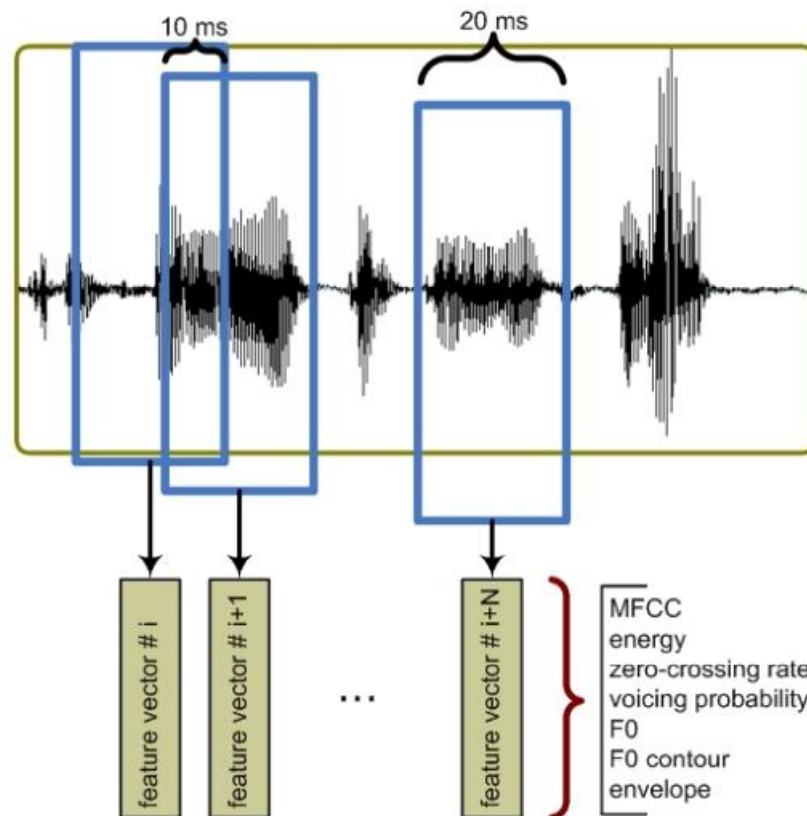 10 ms
20 ms
feature vector # i
feature vector # i+1
...
feature vector # i+N
MFCC
energy
zero-crossing rate
voicing probability
F0
F0 contour
envelope